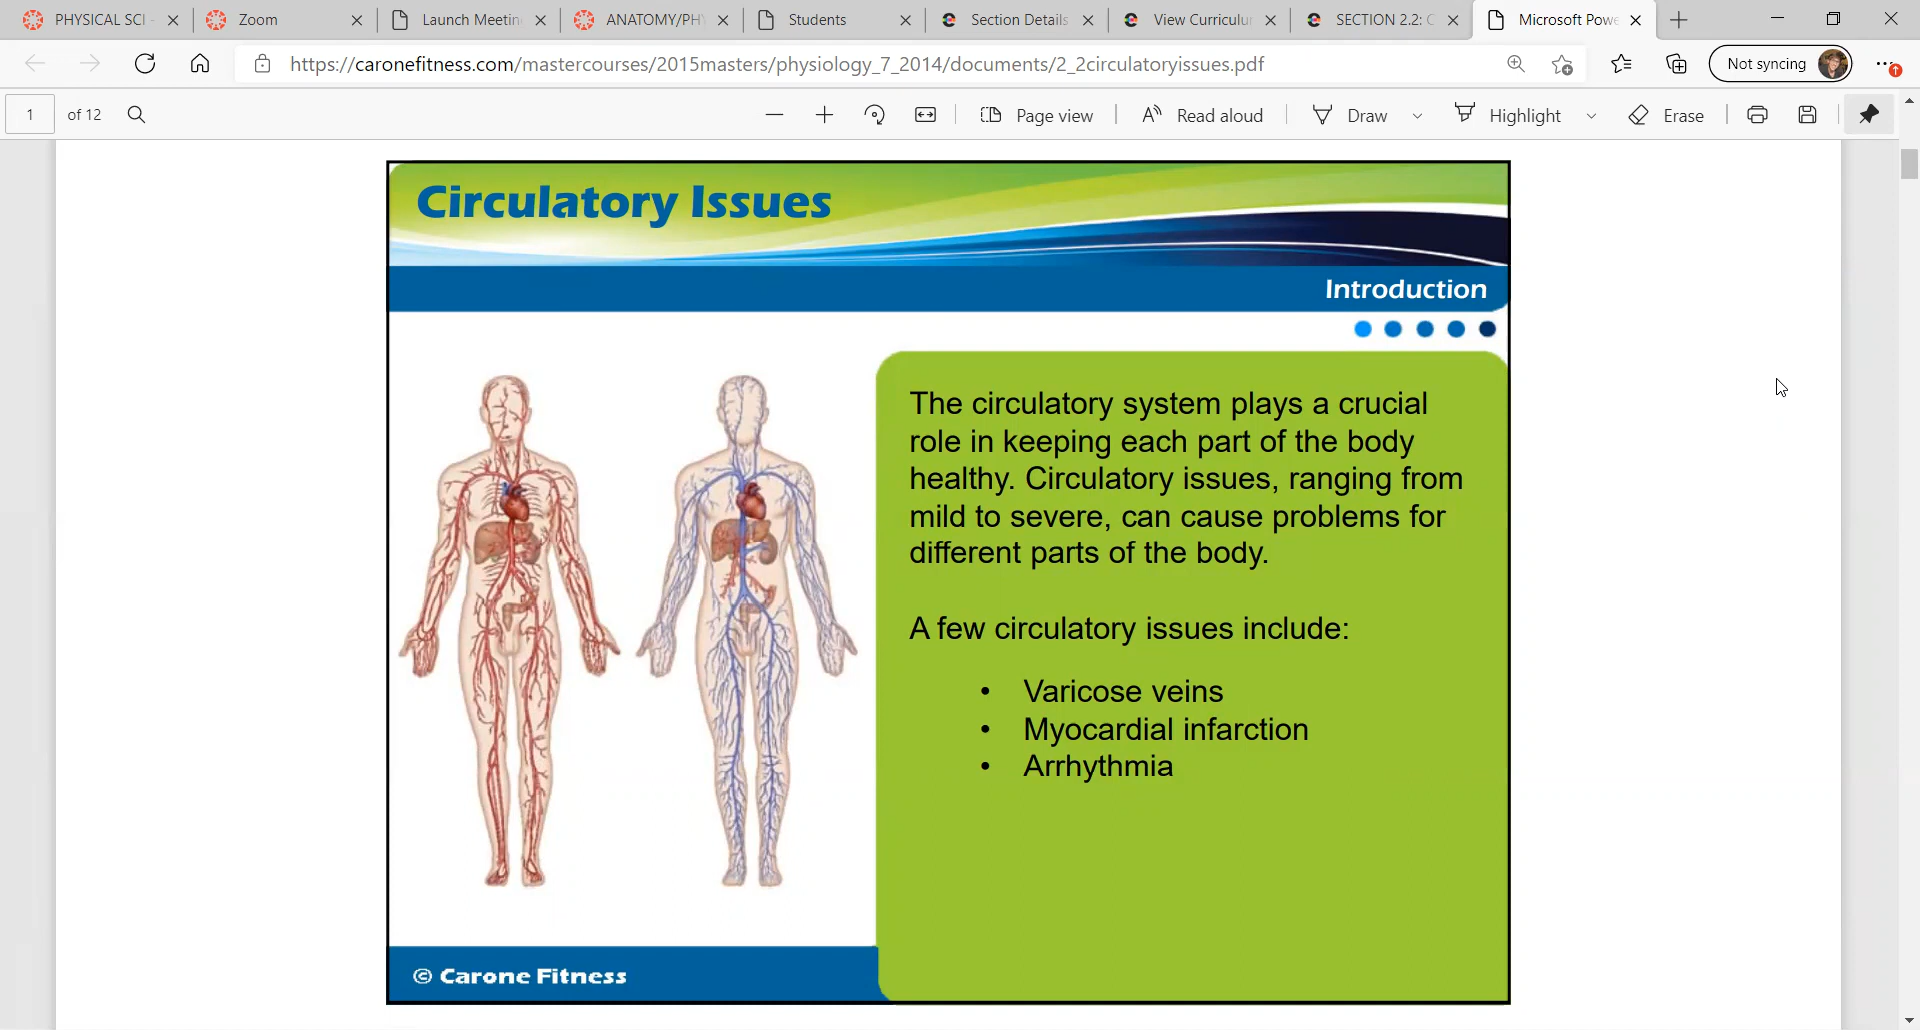 PHYSICAL SCI - Zoom Launch Meetin ANATOMY/PHY Students Section Details View Curriculu SECTION 2.2: C Microsoft Powe
https://caronefitness.com/mastercourses/2015masters/physiology_7_2014/documents/2_2circulatoryissues.pdf Not syncing
1 of 12 Page view Read aloud Draw Highlight Erase
Circulatory Issues
Introduction
The circulatory system plays a crucial
role in keeping each part of the body
healthy. Circulatory issues, ranging from
mild to severe, can cause problems for
different parts of the body.
A few circulatory issues include:
• Varicose veins
• Myocardial infarction
• Arrhythmia
© Carone Fitness